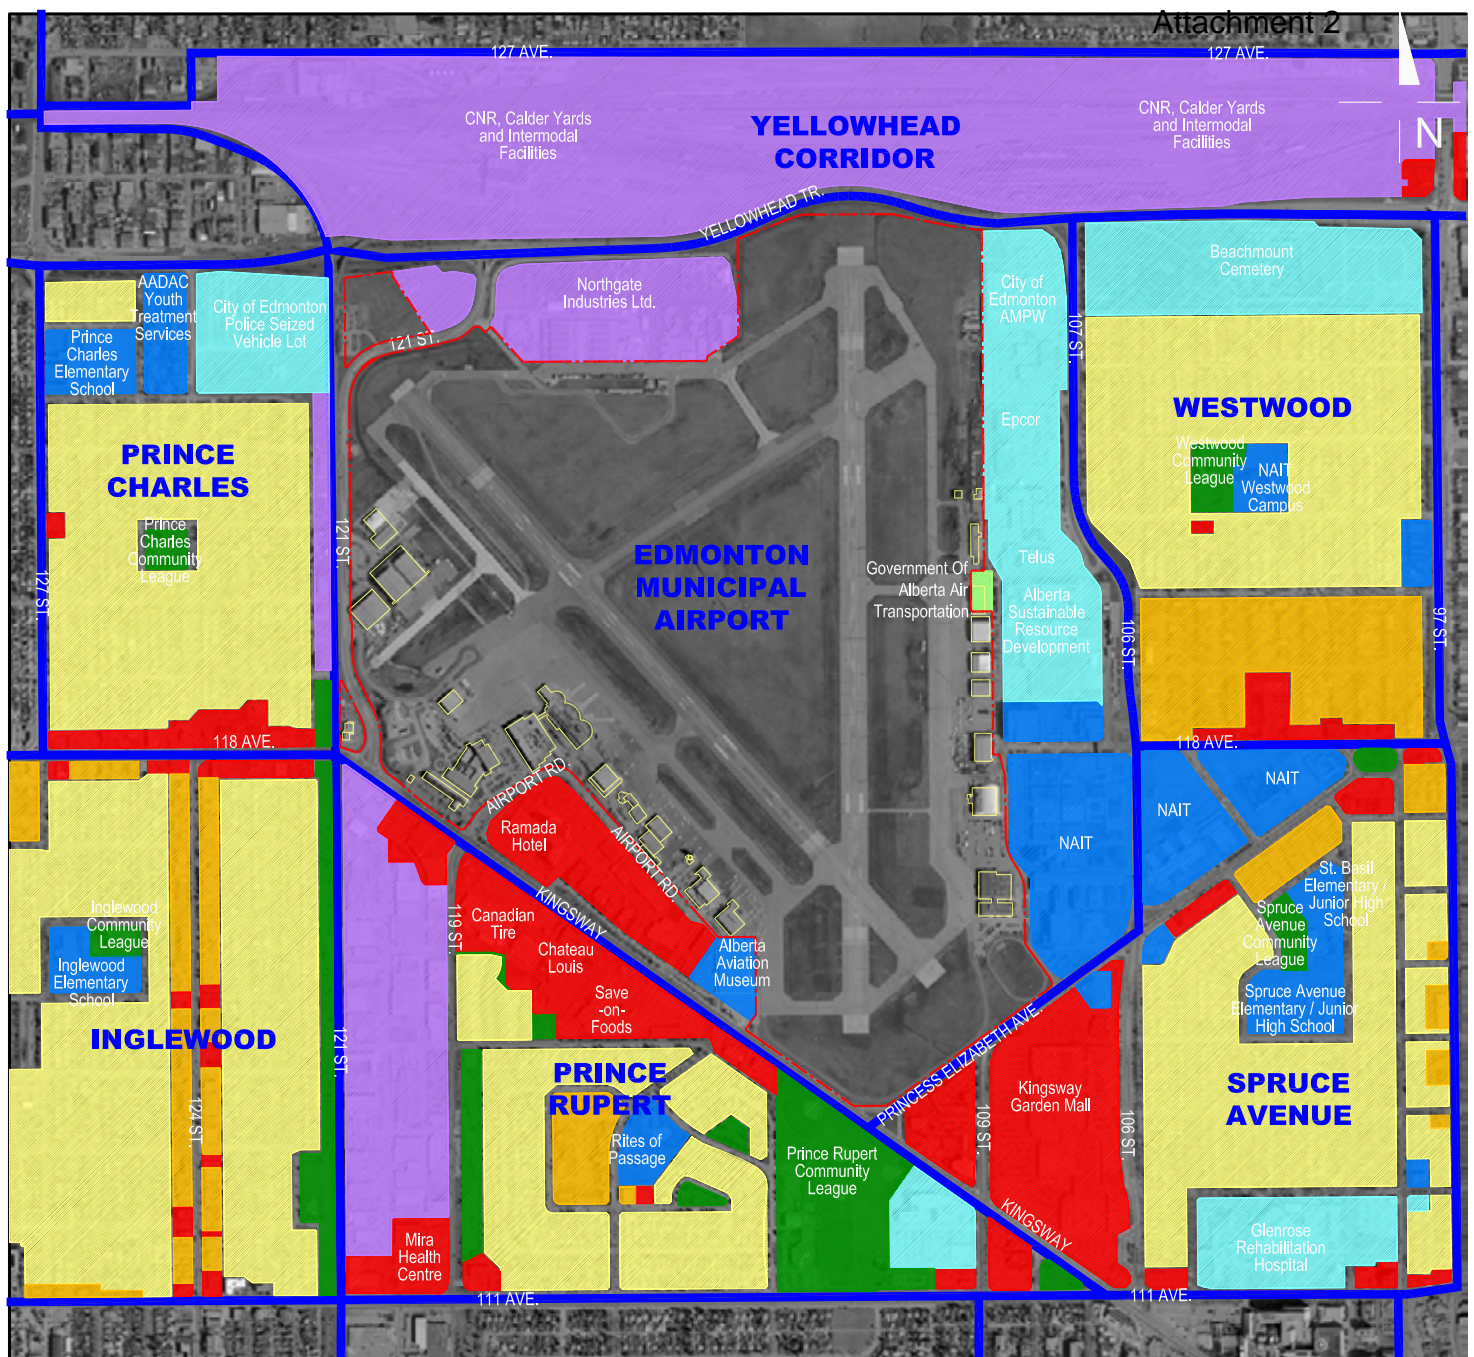 Attachment 2
127 AVE.
127 AVE.
CNR, Calder Yards
and Intermodal
Facilities
YELLOWHEAD
CORRIDOR
CNR, Calder Yards
and Intermodal
Facilities
N
YELLOWHEAD TR.
AADAC
Youth
Treatment
Services
City of Edmonton
Police Seized
Vehicle Lot
Prince
Charles
Elementary
School
121 ST.
Northgate
Industries Ltd.
City of
Edmonton
AMPW
107 ST.
Beachmount
Cemetery
Epcor
WESTWOOD
Westwood
Community
League
NAIT
Westwood
Campus
PRINCE
CHARLES
Prince
Charles
Community
League
127 ST.
121 ST.
EDMONTON
MUNICIPAL
AIRPORT
Government Of
Alberta Air
Transportation
Telus
Alberta
Sustainable
Resource
Development
106 ST.
97 ST.
118 AVE.
118 AVE.
AIRPORT RD.
AIRPORT RD.
Ramada
Hotel
NAIT
NAIT
NAIT
KINGSWAY
119 ST.
Canadian
Tire
Chateau
Louis
Save
-on-
Foods
Alberta
Aviation
Museum
St. Basil
Elementary /
Junior High
School
Spruce
Avenue
Community
League
Spruce Avenue
Elementary / Junior
High School
Inglewood
Community
League
Inglewood
Elementary
School
INGLEWOOD
121 ST.
124 ST
PRINCE
RUPERT
Rites of
Passage
PRINCESS ELIZABETH AVE.
Kingsway
Garden Mall
109 ST.
106 ST.
SPRUCE
AVENUE
Prince Rupert
Community
League
KINGSWAY
Mira
Health
Centre
Glenrose
Rehabilitation
Hospital
111 AVE.
111 AVE.